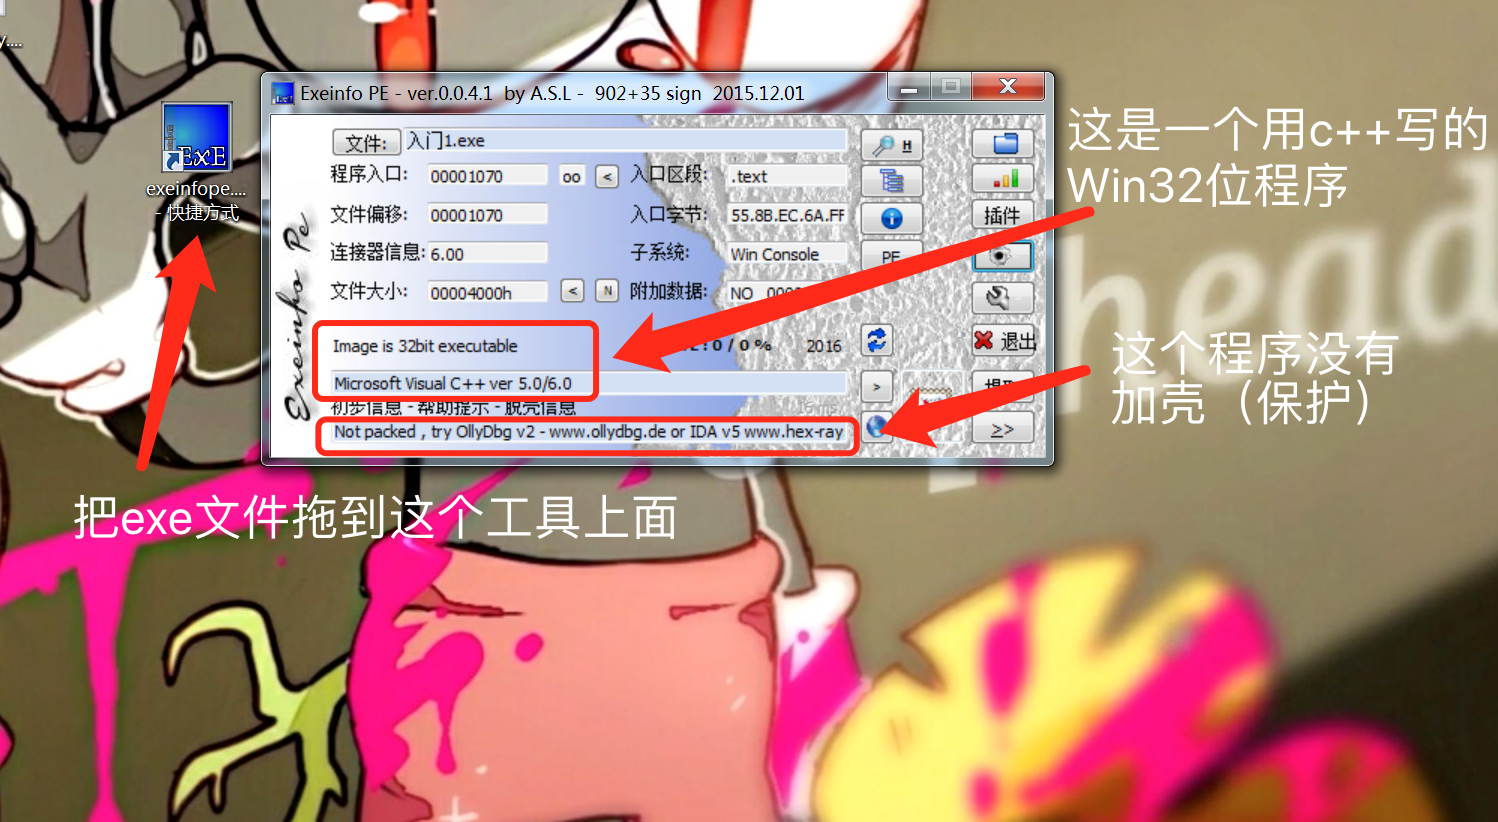 y....
EXE
exeinfope....
- 快捷方式
Exeinfo PE - ver.0.0.4.1 by A.S.L - 902+35 sign 2015.12.01
Exeinfo Pe
文件:
入门1.exe
H
程序入口:
00001070
oo
<
入口区段:
.text
文件偏移:
00001070
入口字节:
55.8B.EC.6A.FF
插件
连接器信息:
6.00
子系统:
Win Console
PE
文件大小:
00004000h
<
N
附加数据:
NO
Image is 32bit executable
0 / 0 %
2016
退出
Microsoft Visual C++ ver 5.0/6.0
>
初步信息 - 帮助提示 - 脱壳信息
16 ms
Not packed , try OllyDbg v2 - www.ollydbg.de or IDA v5 www.hex-ray
>>
这是一个用c++写的
Win32位程序
这个程序没有
加壳（保护）
把exe文件拖到这个工具上面
head